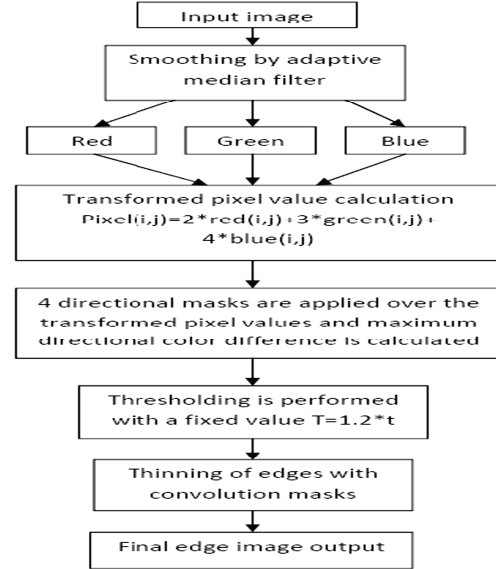 Input image
Smoothing by adaptive
median filter
Red
Green
Blue
Transformed pixel value calculation
Pixel(i,j)=2*red(i,j)+3*green(i,j)+
4*blue(i,j)
4 directional masks are applied over the
transformed pixel values and maximum
directional color difference is calculated
Thresholding is performed
with a fixed value T=1.2*t
Thinning of edges with
convolution masks
Final edge image output